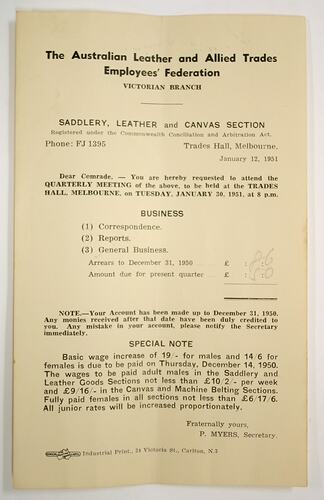 The Australian Leather and Allied Trades
Employees' Federation
VICTORIAN BRANCH
SADDLERY, LEATHER and CANVAS SECTION
Registered under the Commonwealth Conciliation and Arbitration Act.
Phone: FJ 1395 Trades Hall, Melbourne,
January 12, 1951
Dear Comrade, — You are hereby requested to attend the
QUARTERLY MEETING of the above, to be held at the TRADES
HALL, MELBOURNE, on TUESDAY, JANUARY 30, 1951, at 8 p.m.
BUSINESS
(1) Correspondence.
(2) Reports.
(3) General Business.
Arrears to December 31, 1950 £ : 8:6
Amount due for present quarter £ :
NOTE.—Your Account has been made up to December 31, 1950.
Any monies received after that date have been duly credited to
you. Any mistake in your account, please notify the Secretary
immediately.
SPECIAL NOTE
Basic wage increase of 19/- for males and 14/6 for
females is due to be paid on Thursday, December 14, 1950.
The wages to be paid adult males in the Saddlery and
Leather Goods Sections not less than £10/2/- per week
and £9/16/- in the Canvas and Machine Belting Sections.
Fully paid females in all sections not less than £6/17/6.
All junior rates will be increased proportionately.
Fraternally yours,
P. MYERS, Secretary.
Industrial Print., 24 Victoria St., Carlton, N.3